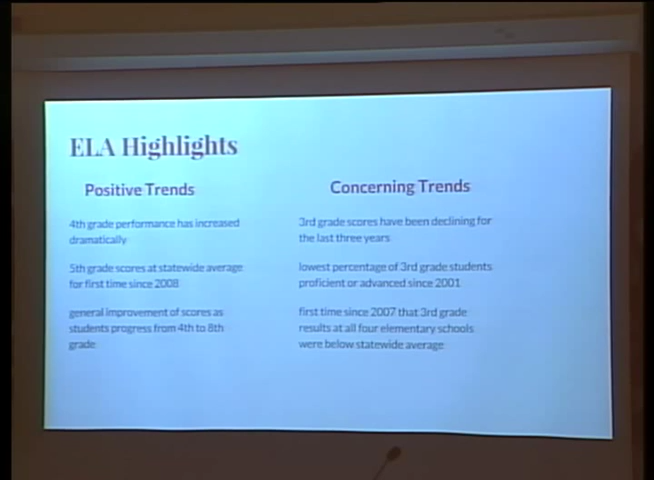 ELA Highlights
Positive Trends
4th grade performance has increased
dramatically
5th grade scores at statewide average
for first time since 2008
general improvement of scores as
students progress from 4th to 8th
grade
Concerning Trends
3rd grade scores have been declining for
the last three years
lowest percentage of 3rd grade students
proficient or advanced since 2001
first time since 2007 that 3rd grade
results at all four elementary schools
were below statewide average